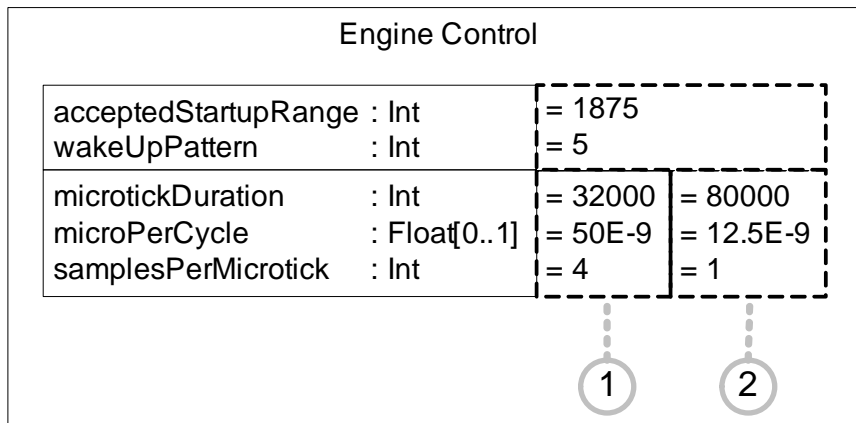 Engine Control
acceptedStartupRange : Int = 1875
wakeUpPattern : Int = 5
microtickDuration : Int = 32000 = 80000
microPerCycle : Float[0..1] = 50E-9 = 12.5E-9
samplesPerMicrotick : Int = 4 = 1
1 2